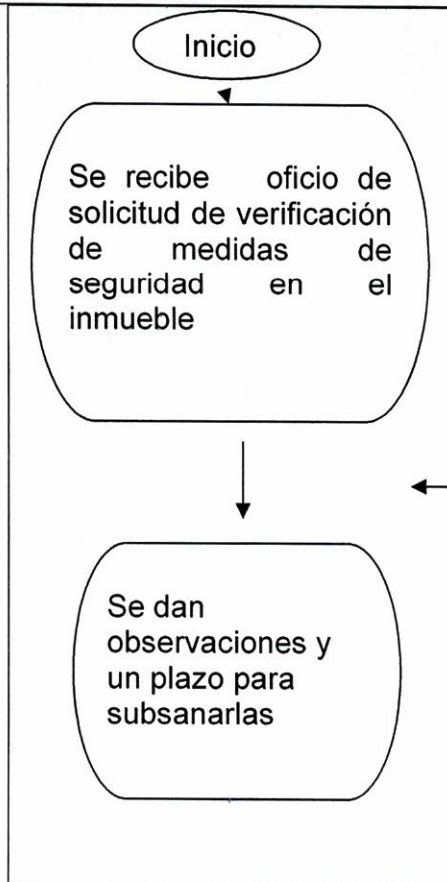 Inicio
Se recibe oficio de
solicitud de verificación
de medidas de
seguridad en el
inmueble
Se dan
observaciones y
un plazo para
subsanarlas